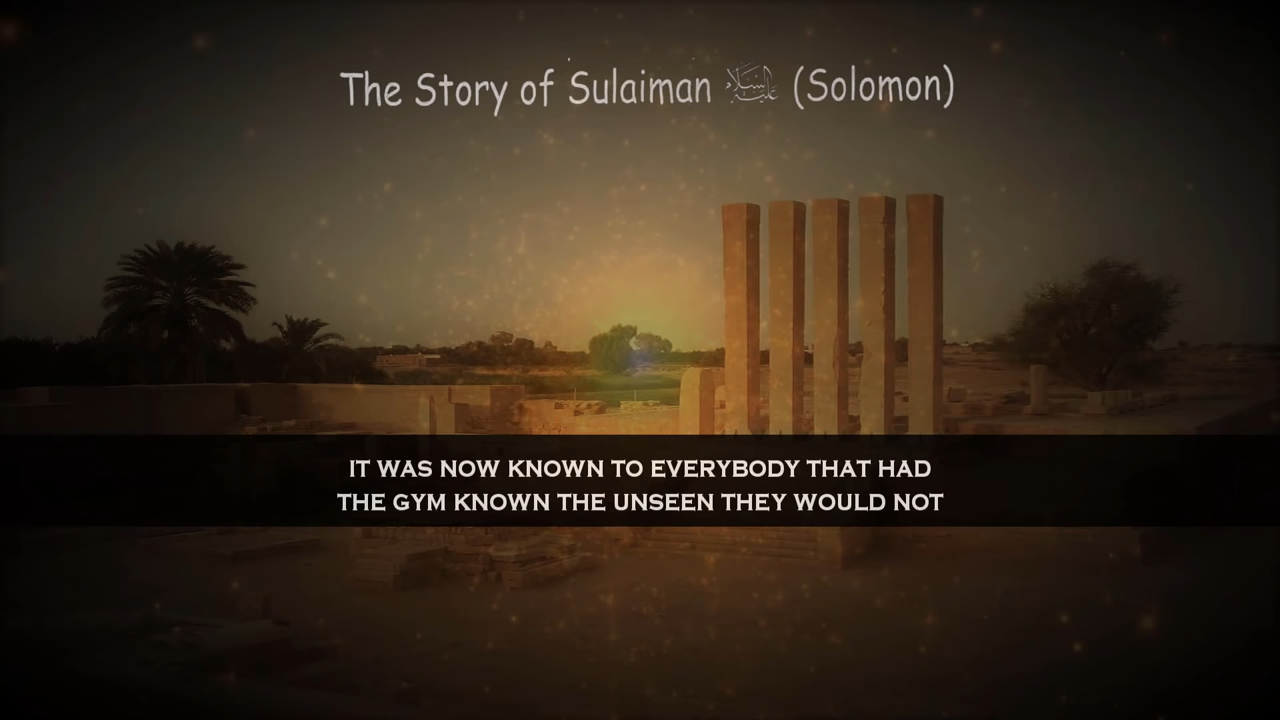 The Story of Sulaiman عليه السلام (Solomon)
IT WAS NOW KNOWN TO EVERYBODY THAT HAD
THE GYM KNOWN THE UNSEEN THEY WOULD NOT